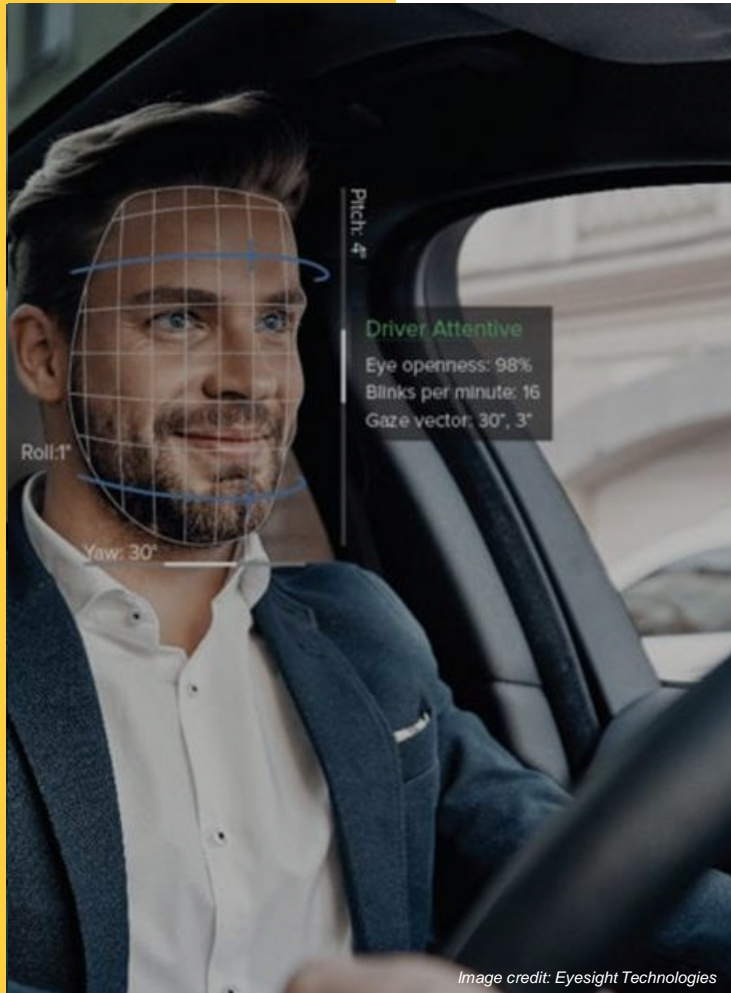 Pitch: 4°
Driver Attentive
Eye openness: 98%
Blinks per minute: 16
Gaze vector: 30°, 3°
Roll:1°
Yaw: 30°
Image credit: Eyesight Technologies